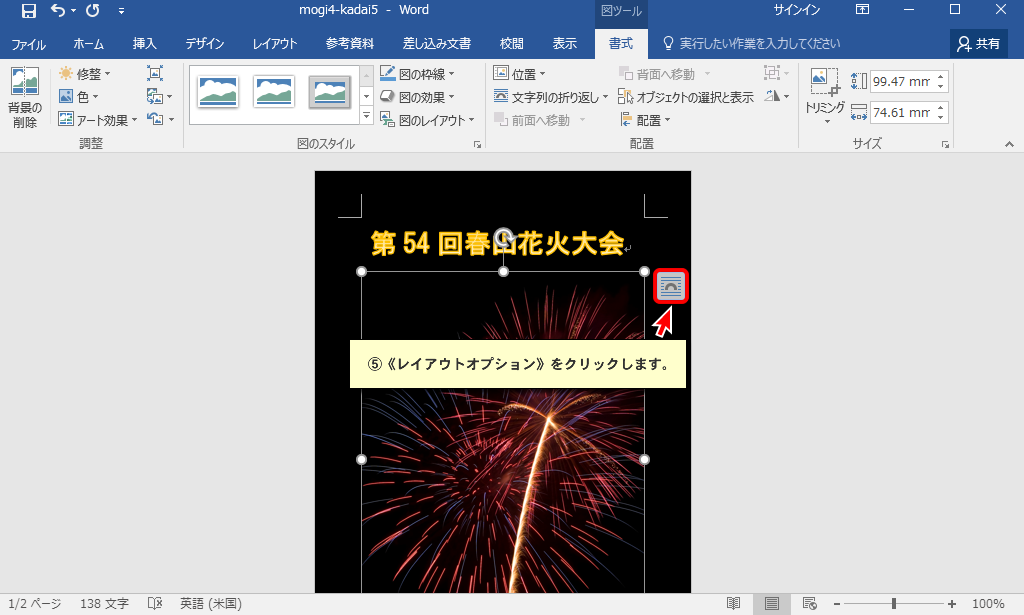 mogi4-kadai5 - Word
図ツール
サインイン
ファイル
ホーム
挿入
デザイン
レイアウト
参考資料
差し込み文書
校閲
表示
書式
実行したい作業を入力してください
共有
背景の
削除
修整
色
アート効果
調整
図のスタイル
図の枠線
図の効果
図のレイアウト
位置
文字列の折り返し
前面へ移動
背面へ移動
オブジェクトの選択と表示
配置
配置
トリミング
99.47 mm
74.61 mm
サイズ
第 54 回春山花火大会
⑤《レイアウトオプション》をクリックします。
1/2 ページ
138 文字
英語 (米国)
100%